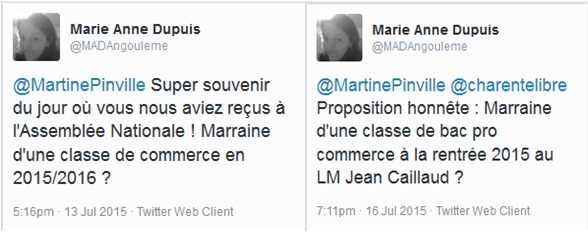 Marie Anne Dupuis
@MADAngouleme
@MartinePinville Super souvenir
du jour où vous nous aviez reçus à
l'Assemblée Nationale ! Marraine
d'une classe de commerce en
2015/2016 ?
5:16pm · 13 Jul 2015 · Twitter Web Client
Marie Anne Dupuis
@MADAngouleme
@MartinePinville @charentelibre
Proposition honnête : Marraine
d'une classe de bac pro
commerce à la rentrée 2015 au
LM Jean Caillaud ?
7:11pm · 16 Jul 2015 · Twitter Web Client